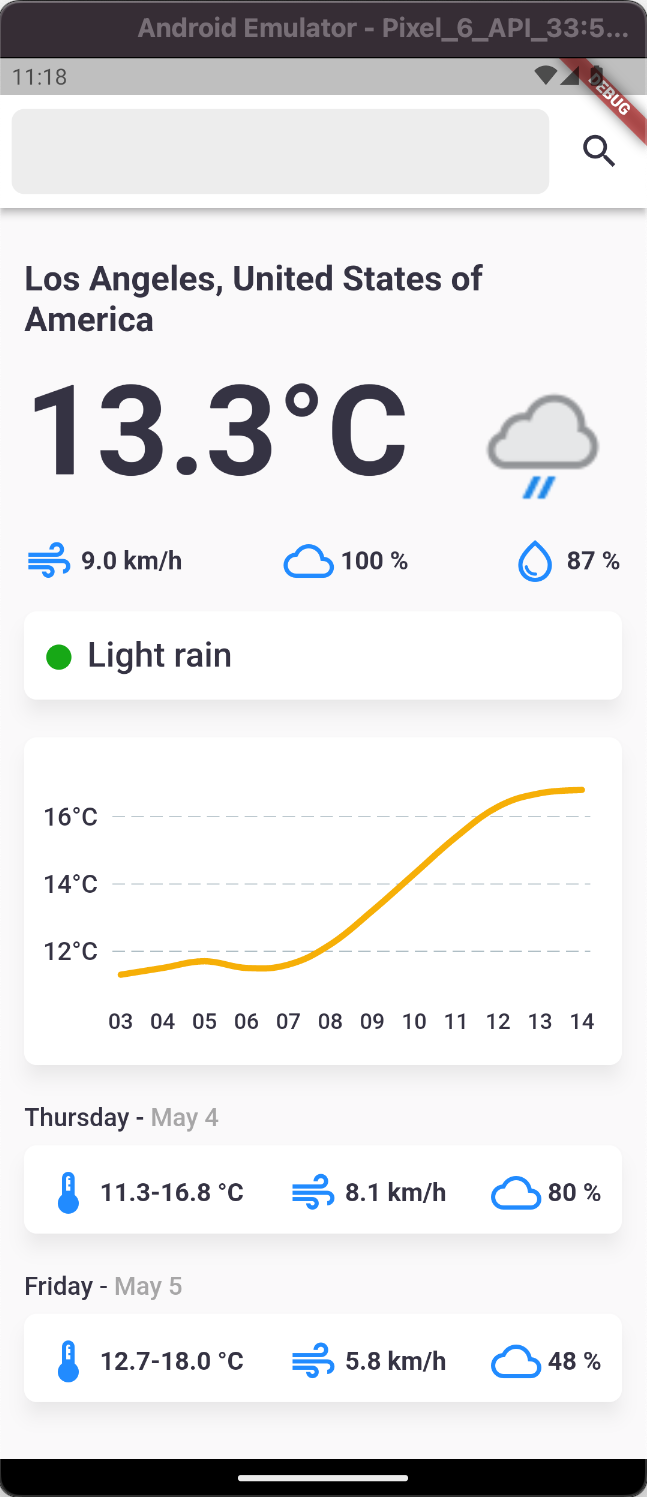 Android Emulator - Pixel_6_API_33:5...
11:18
DEBUG
Los Angeles, United States of
America
13.3°C
9.0 km/h 100 % 87 %
Light rain
16°C
14°C
12°C
03 04 05 06 07 08 09 10 11 12 13 14
Thursday - May 4
11.3-16.8 °C 8.1 km/h 80 %
Friday - May 5
12.7-18.0 °C 5.8 km/h 48 %